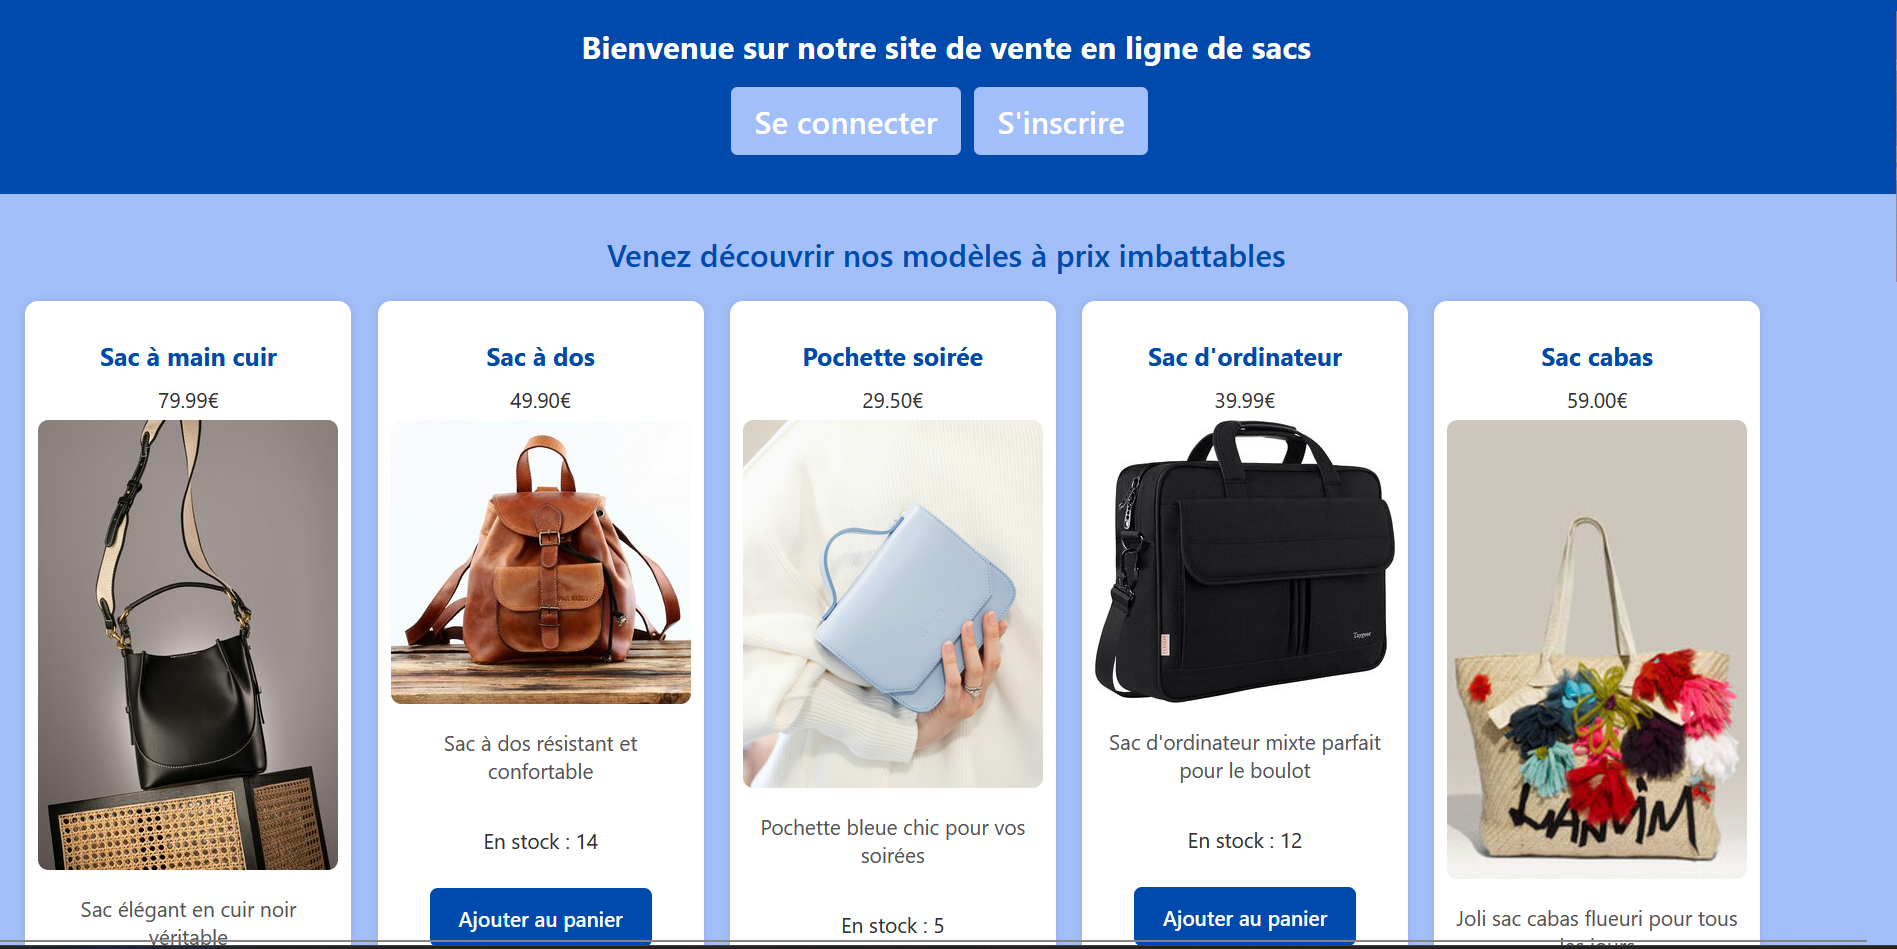 Bienvenue sur notre site de vente en ligne de sacs
Se connecter
S'inscrire
Venez découvrir nos modèles à prix imbattables
Sac à main cuir
79.99€
Sac élégant en cuir noir
véritable
Sac à dos
49.90€
Sac à dos résistant et
confortable
En stock : 14
Ajouter au panier
Pochette soirée
29.50€
Pochette bleue chic pour vos
soirées
En stock : 5
Sac d'ordinateur
39.99€
Taygeer
Sac d'ordinateur mixte parfait
pour le boulot
En stock : 12
Ajouter au panier
Sac cabas
59.00€
LANVIN
Joli sac cabas flueuri pour tous
les jours